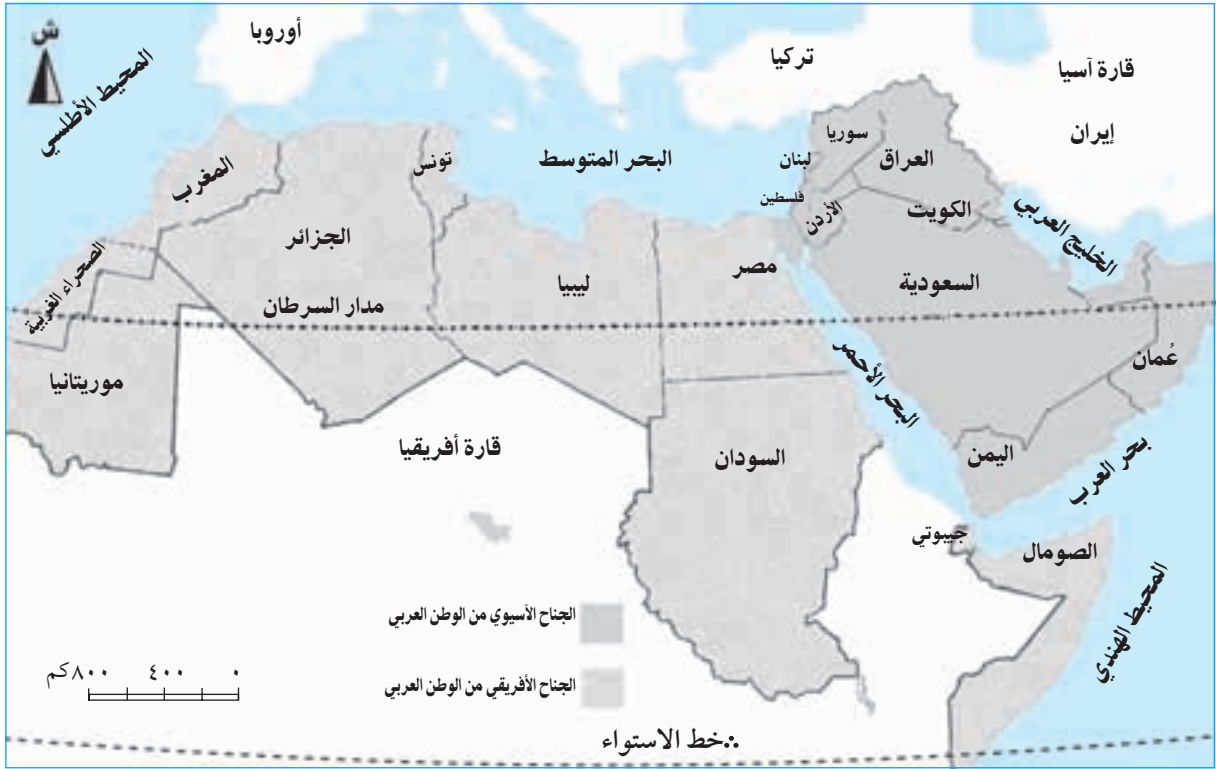 ش
أوروبا
تركيا
قارة آسيا
إيران
المحيط الأطلسي
سوريا
العراق
لبنان
فلسطين
الأردن
الكويت
الخليج العربي
البحر المتوسط
تونس
المغرب
الجزائر
ليبيا
مصر
السعودية
الصحراء الغربية
مدار السرطان
موريتانيا
عُمان
البحر الأحمر
قارة أفريقيا
السودان
اليمن
بحر العرب
جيبوتي
الصومال
المحيط الهندي
الجناح الآسيوي من الوطن العربي
الجناح الأفريقي من الوطن العربي
٠ ٤٠٠ ٨٠٠ كم
خط الاستواء